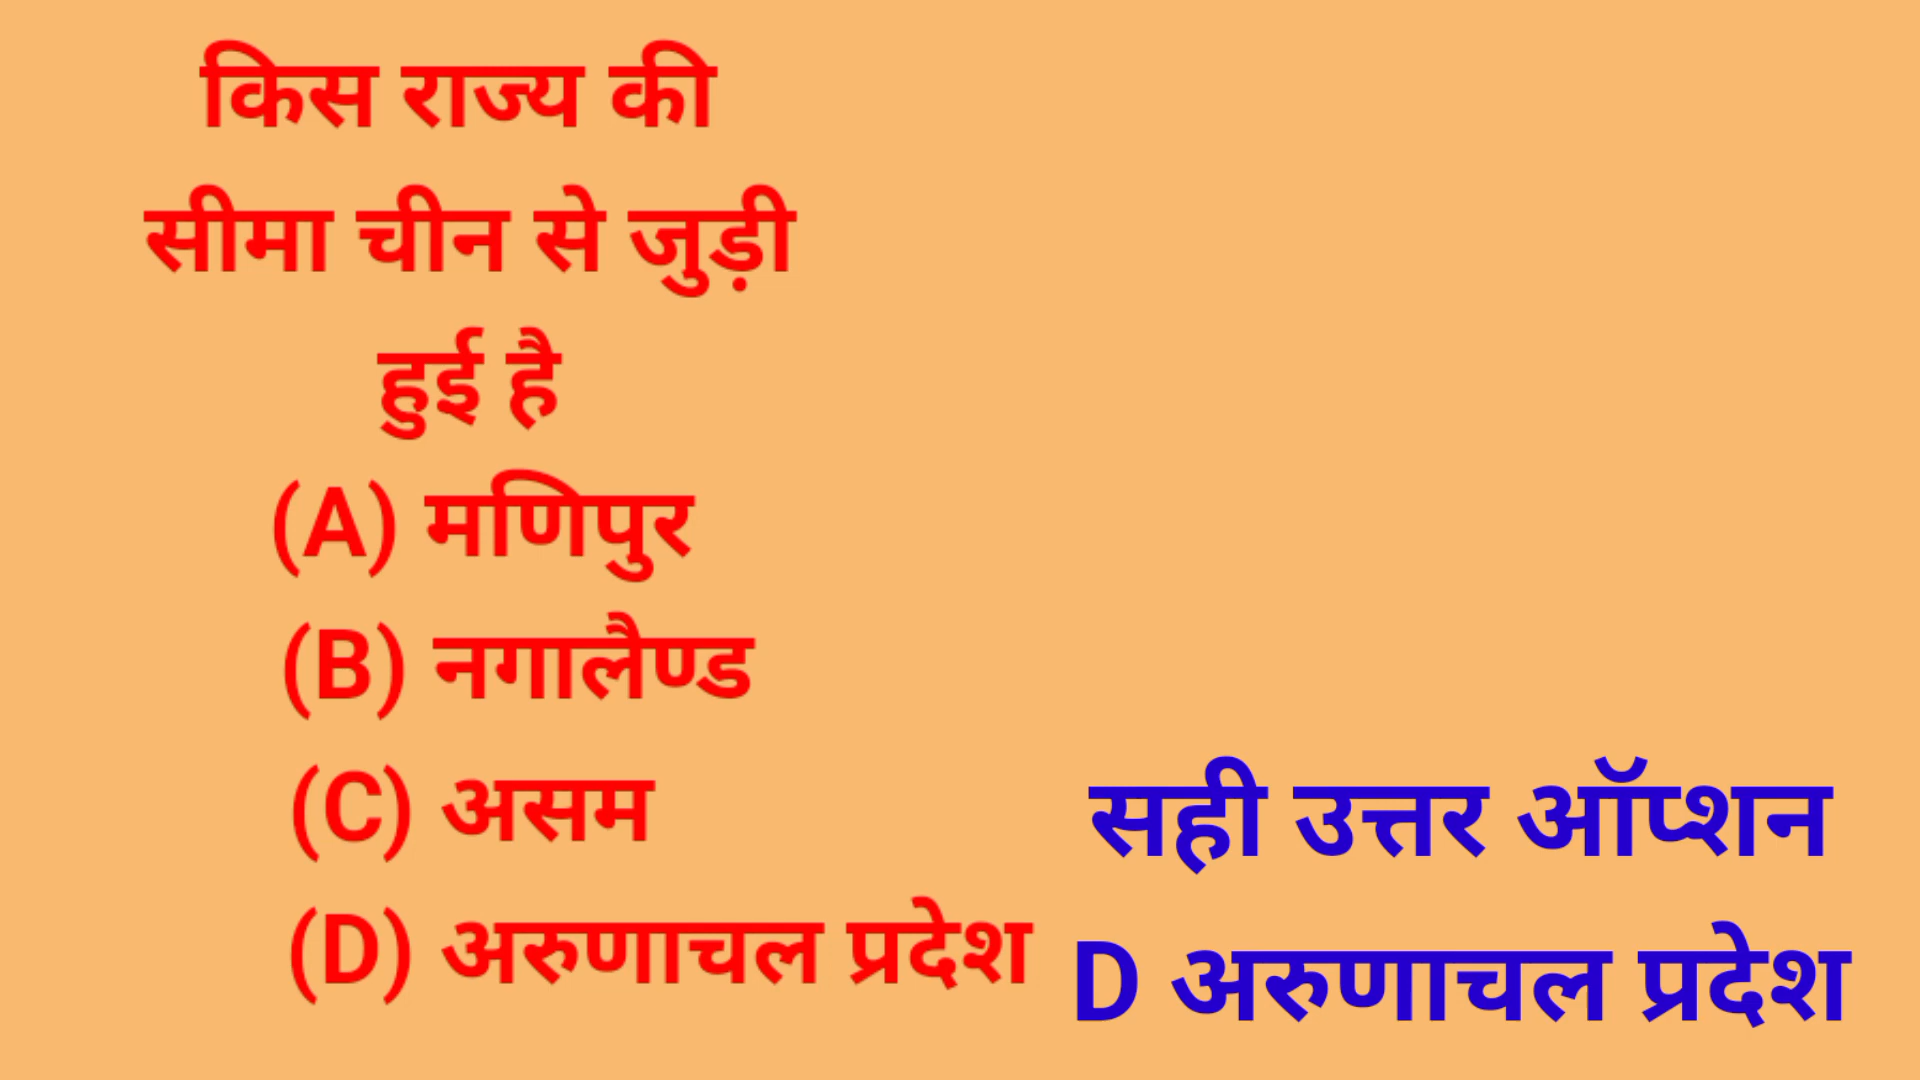 किस राज्य की
सीमा चीन से जुड़ी
हुई है
(A) मणिपुर
(B) नगालैण्ड
(C) असम
(D) अरुणाचल प्रदेश
सही उत्तर ऑप्शन
D अरुणाचल प्रदेश